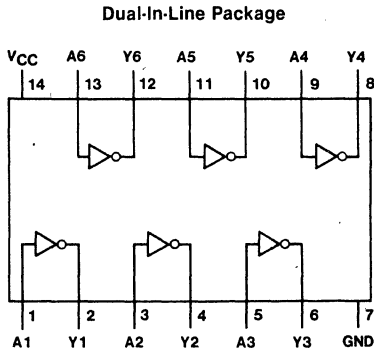 Dual-In-Line Package
VCC A6 Y6 A5 Y5 A4 Y4
14 13 12 11 10 9 8
1 2 3 4 5 6 7
A1 Y1 A2 Y2 A3 Y3 GND